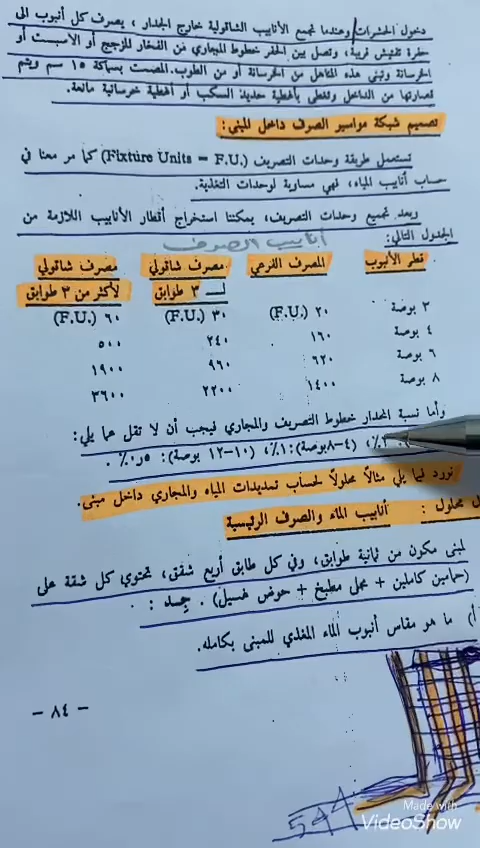 دخول الحشرات وعندما تجمع الأنابيب الشاقولية خارج الجدار، يصرف كل أنبوب الى
حفرة تفتيش قريبة، وتصل بين الحفر خطوط المجاري من الفخار المزجج أو الاسبست أو
الخرسانة وتبنى هذه المناهل من الخرسانة أو من الطوب المصمت بسماكة ١٥ سم ويتم
قصارتها من الداخل وتغطى بأغطية حديد السكب أو أغطية خرسانية مانعة.
تصميم شبكة مواسير الصرف داخل المبنى:
تستعمل طريقة وحدات التصريف (Fixture Units = F.U.) كما مر معنا في
حساب أنابيب المياه، فهي مساوية لوحدات التغذية.
وبعد تجميع وحدات التصريف، يمكننا استخراج أقطار الأنابيب اللازمة من
الجدول التالي: أنابيب الصرف
قطر الأنبوب المصرف الفرعي مصرف شاقولي لـ ٣ طوابق مصرف شاقولي لأكثر من ٣ طوابق
بوصة ٢٠ (F.U.) ٣٠ (F.U.) ٦٠ (F.U.)
٤ بوصة ١٦٠ ٢٤٠ ٥٠٠
٦ بوصة ٦٢٠ ٩٦٠ ١٩٠٠
٨ بوصة ١٤٠٠ ٢٢٠٠ ٣٦٠٠
وأما نسبة انحدار خطوط التصريف والمجاري فيجب أن لا تقل عما يلي:
٢٪، (٤-٨بوصة): ١٪، (١٠-١٢ بوصة): ٥ر٠٪ .
نورد فيما يلي مثالاً محلولاً لحساب تمديدات المياه والمجاري داخل مبنى.
محلول : أنابيب الماء والصرف الرئيسية
لمبنى مكون من ثمانية طوابق، وفي كل طابق أربع شقق، تحتوي كل شقة على
(حمامين كاملين + مجلى مطبخ + حوض غسيل) . جد :
أ) ما هو مقاس أنبوب الماء المغذي للمبنى بكامله.
- ٨٤ -
Made with
VideoShow